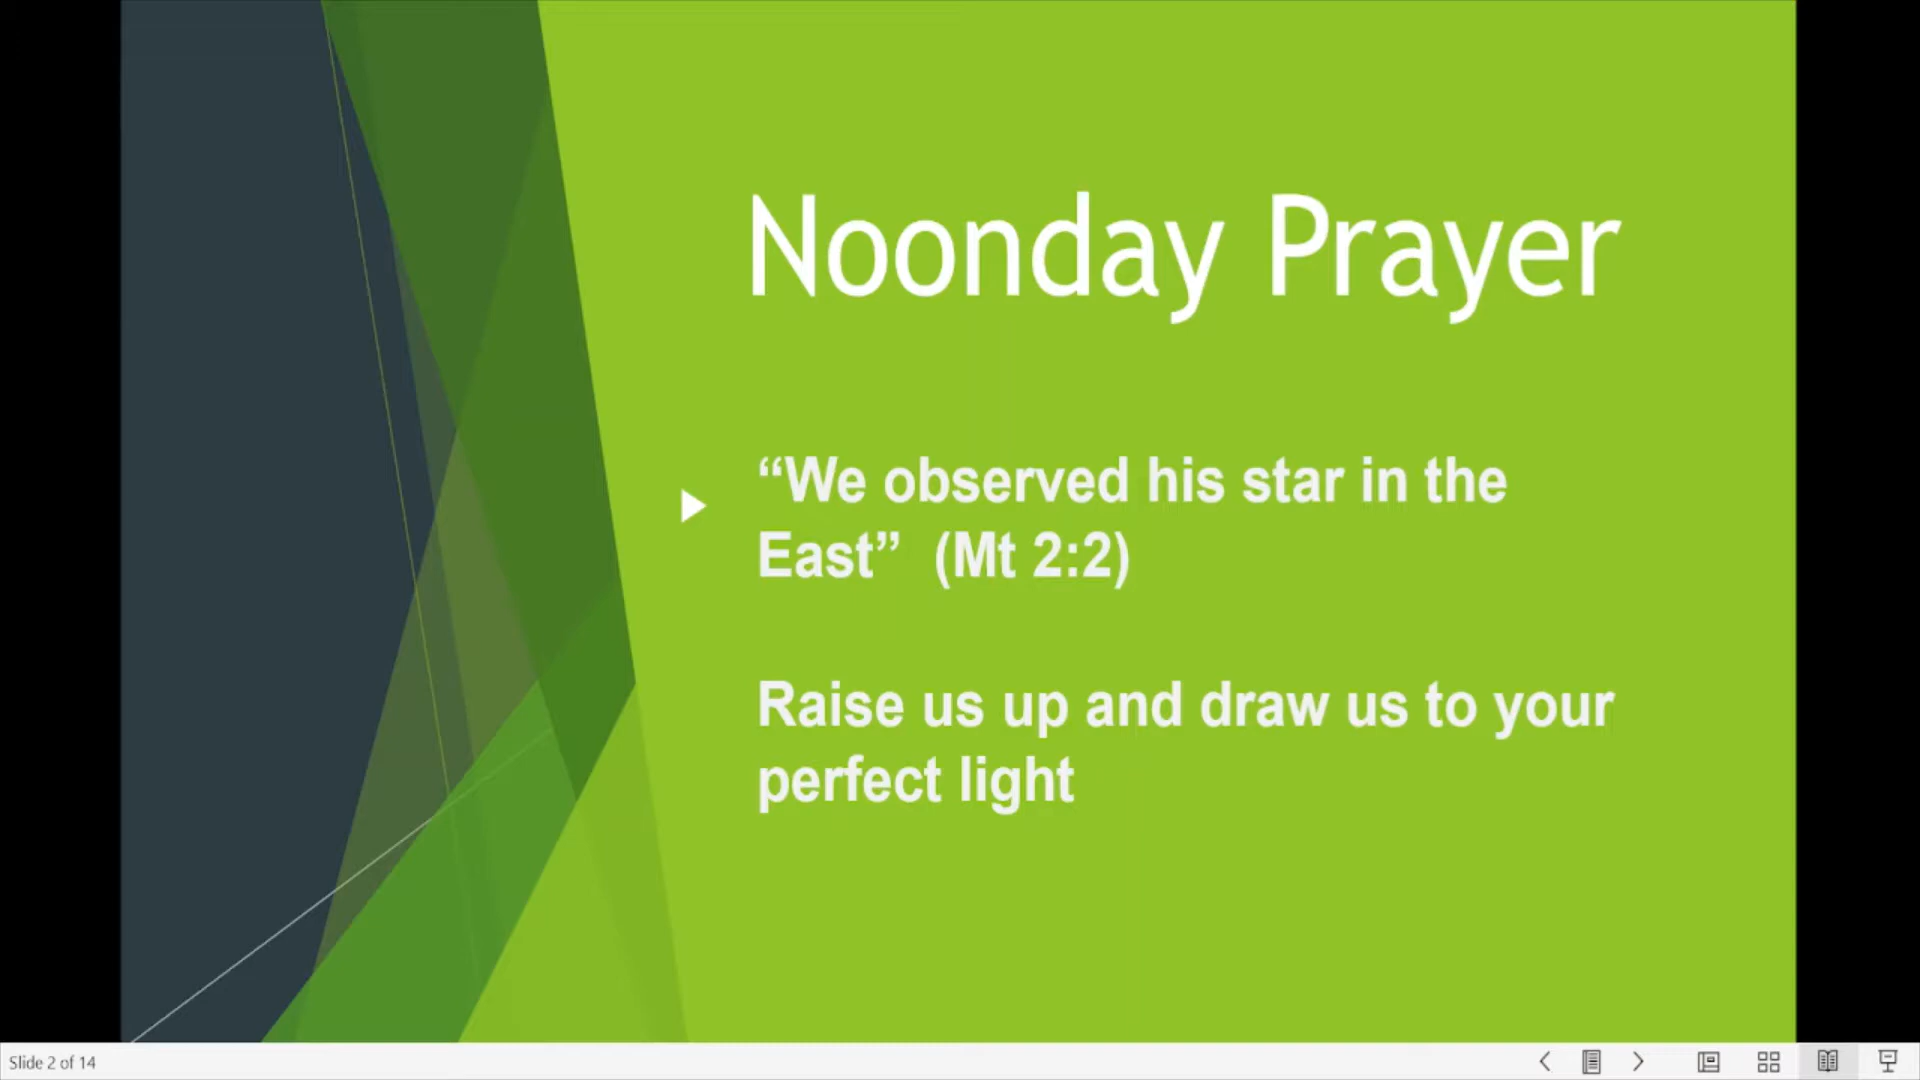 Noonday Prayer
“We observed his star in the
East”  (Mt 2:2)
Raise us up and draw us to your
perfect light
Slide 2 of 14